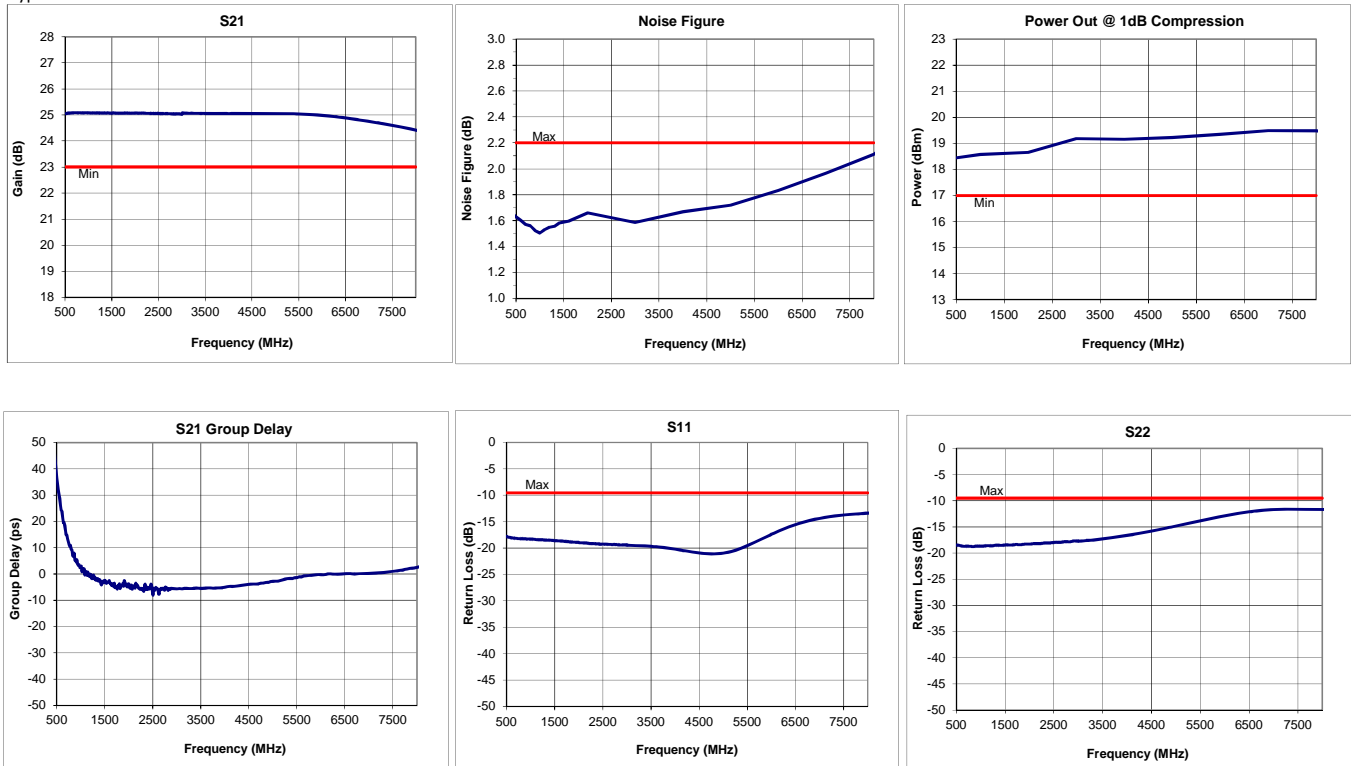 S21
28
27
26
25
24
23
22
21
20
19
18
Gain (dB)
Min
500 1500 2500 3500 4500 5500 6500 7500
Frequency (MHz)
Noise Figure
3.0
2.8
2.6
2.4
2.2
2.0
1.8
1.6
1.4
1.2
1.0
Noise Figure (dB)
Max
500 1500 2500 3500 4500 5500 6500 7500
Frequency (MHz)
Power Out @ 1dB Compression
23
22
21
20
19
18
17
16
15
14
13
Power (dBm)
Min
500 1500 2500 3500 4500 5500 6500 7500
Frequency (MHz)
S21 Group Delay
50
40
30
20
10
0
-10
-20
-30
-40
-50
Group Delay (ps)
500 1500 2500 3500 4500 5500 6500 7500
Frequency (MHz)
S11
0
-5
-10
-15
-20
-25
-30
-35
-40
-45
-50
Return Loss (dB)
Max
500 1500 2500 3500 4500 5500 6500 7500
Frequency (MHz)
S22
0
-5
-10
-15
-20
-25
-30
-35
-40
-45
-50
Return Loss (dB)
Max
500 1500 2500 3500 4500 5500 6500 7500
Frequency (MHz)